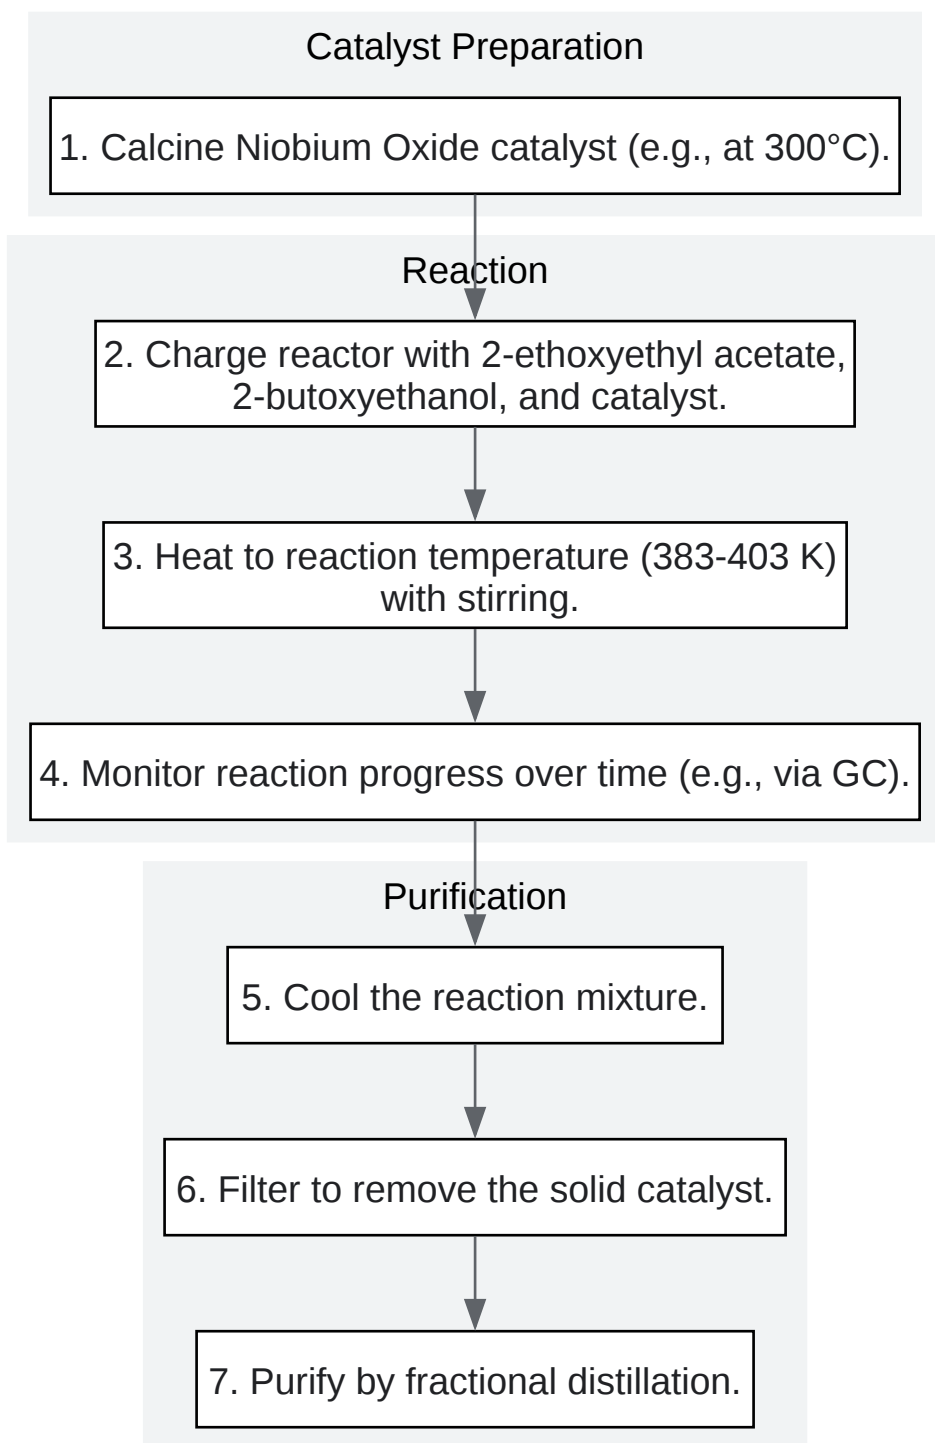 Catalyst Preparation
1. Calcine Niobium Oxide catalyst (e.g., at 300°C).
Reaction
2. Charge reactor with 2-ethoxyethyl acetate,
2-butoxyethanol, and catalyst.
3. Heat to reaction temperature (383-403 K)
with stirring.
4. Monitor reaction progress over time (e.g., via GC).
Purification
5. Cool the reaction mixture.
6. Filter to remove the solid catalyst.
7. Purify by fractional distillation.